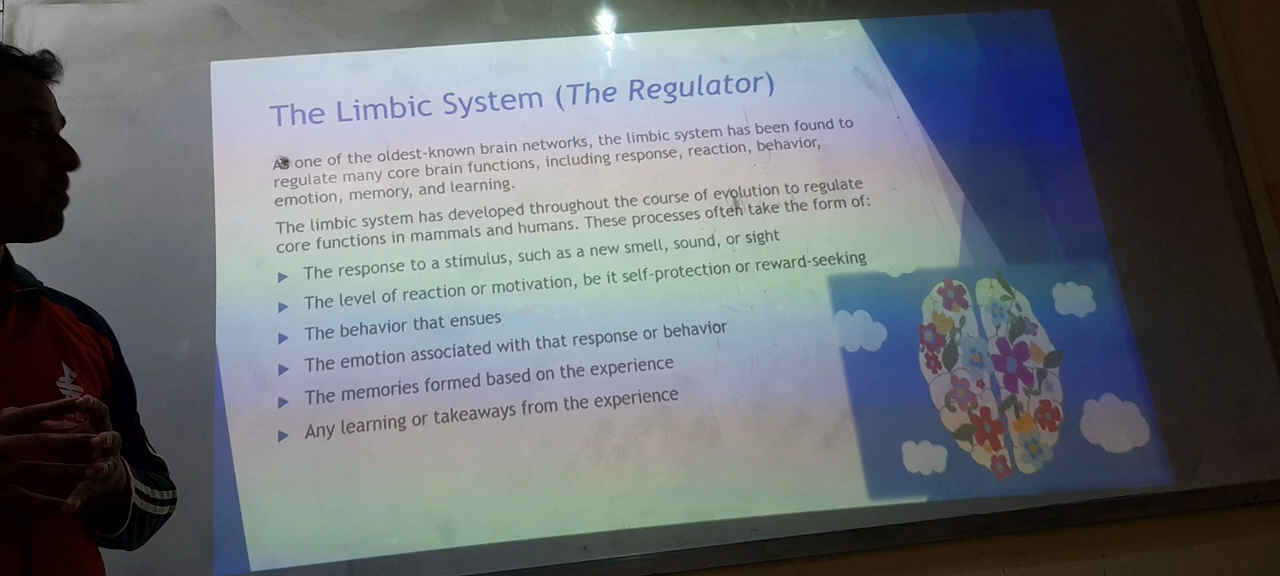 The Limbic System (The Regulator)
As one of the oldest-known brain networks, the limbic system has been found to
regulate many core brain functions, including response, reaction, behavior,
emotion, memory, and learning.
The limbic system has developed throughout the course of evolution to regulate
core functions in mammals and humans. These processes often take the form of:
The response to a stimulus, such as a new smell, sound, or sight
The level of reaction or motivation, be it self-protection or reward-seeking
The behavior that ensues
The emotion associated with that response or behavior
The memories formed based on the experience
Any learning or takeaways from the experience